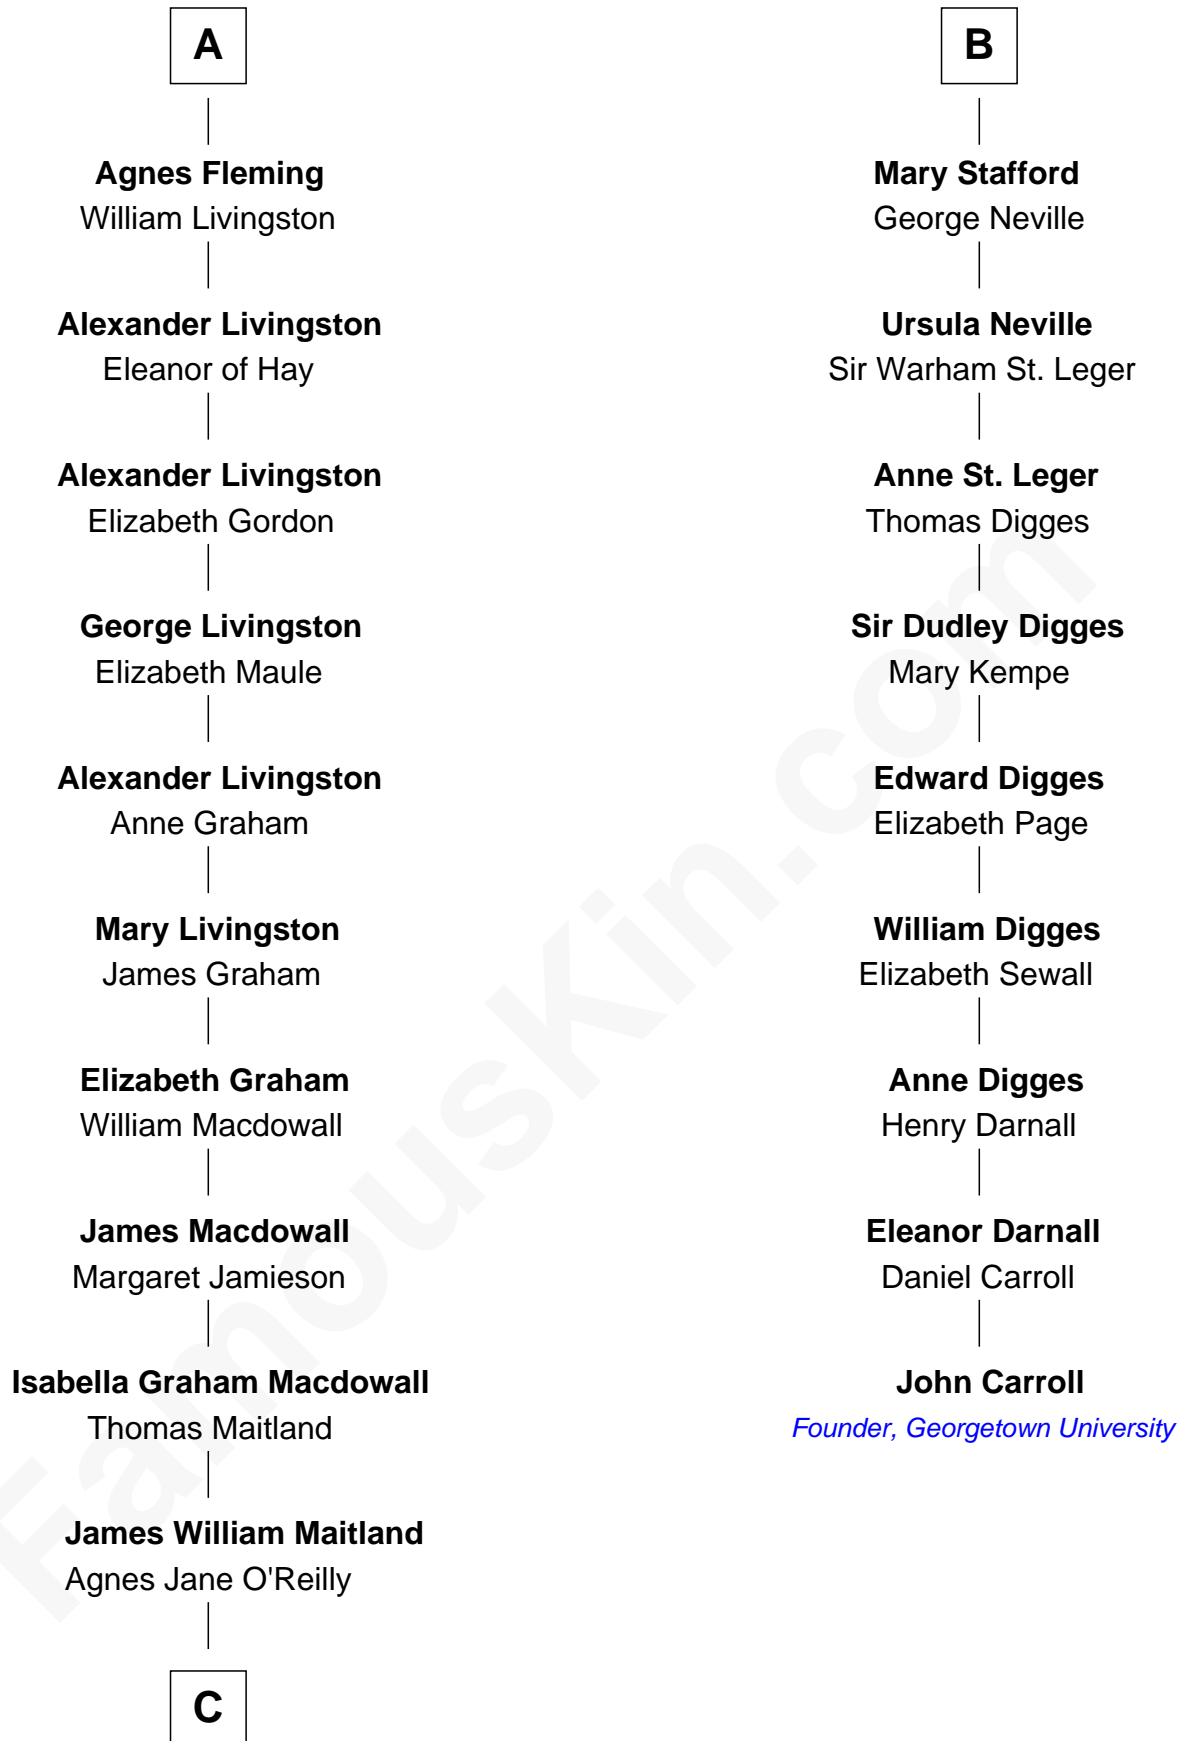 A
Agnes Fleming
William Livingston
Alexander Livingston
Eleanor of Hay
Alexander Livingston
Elizabeth Gordon
George Livingston
Elizabeth Maule
Alexander Livingston
Anne Graham
Mary Livingston
James Graham
Elizabeth Graham
William Macdowall
James Macdowall
Margaret Jamieson
Isabella Graham Macdowall
Thomas Maitland
James William Maitland
Agnes Jane O'Reilly
C
B
Mary Stafford
George Neville
Ursula Neville
Sir Warham St. Leger
Anne St. Leger
Thomas Digges
Sir Dudley Digges
Mary Kempe
Edward Digges
Elizabeth Page
William Digges
Elizabeth Sewall
Anne Digges
Henry Darnall
Eleanor Darnall
Daniel Carroll
John Carroll
Founder, Georgetown University
FamousKin.com